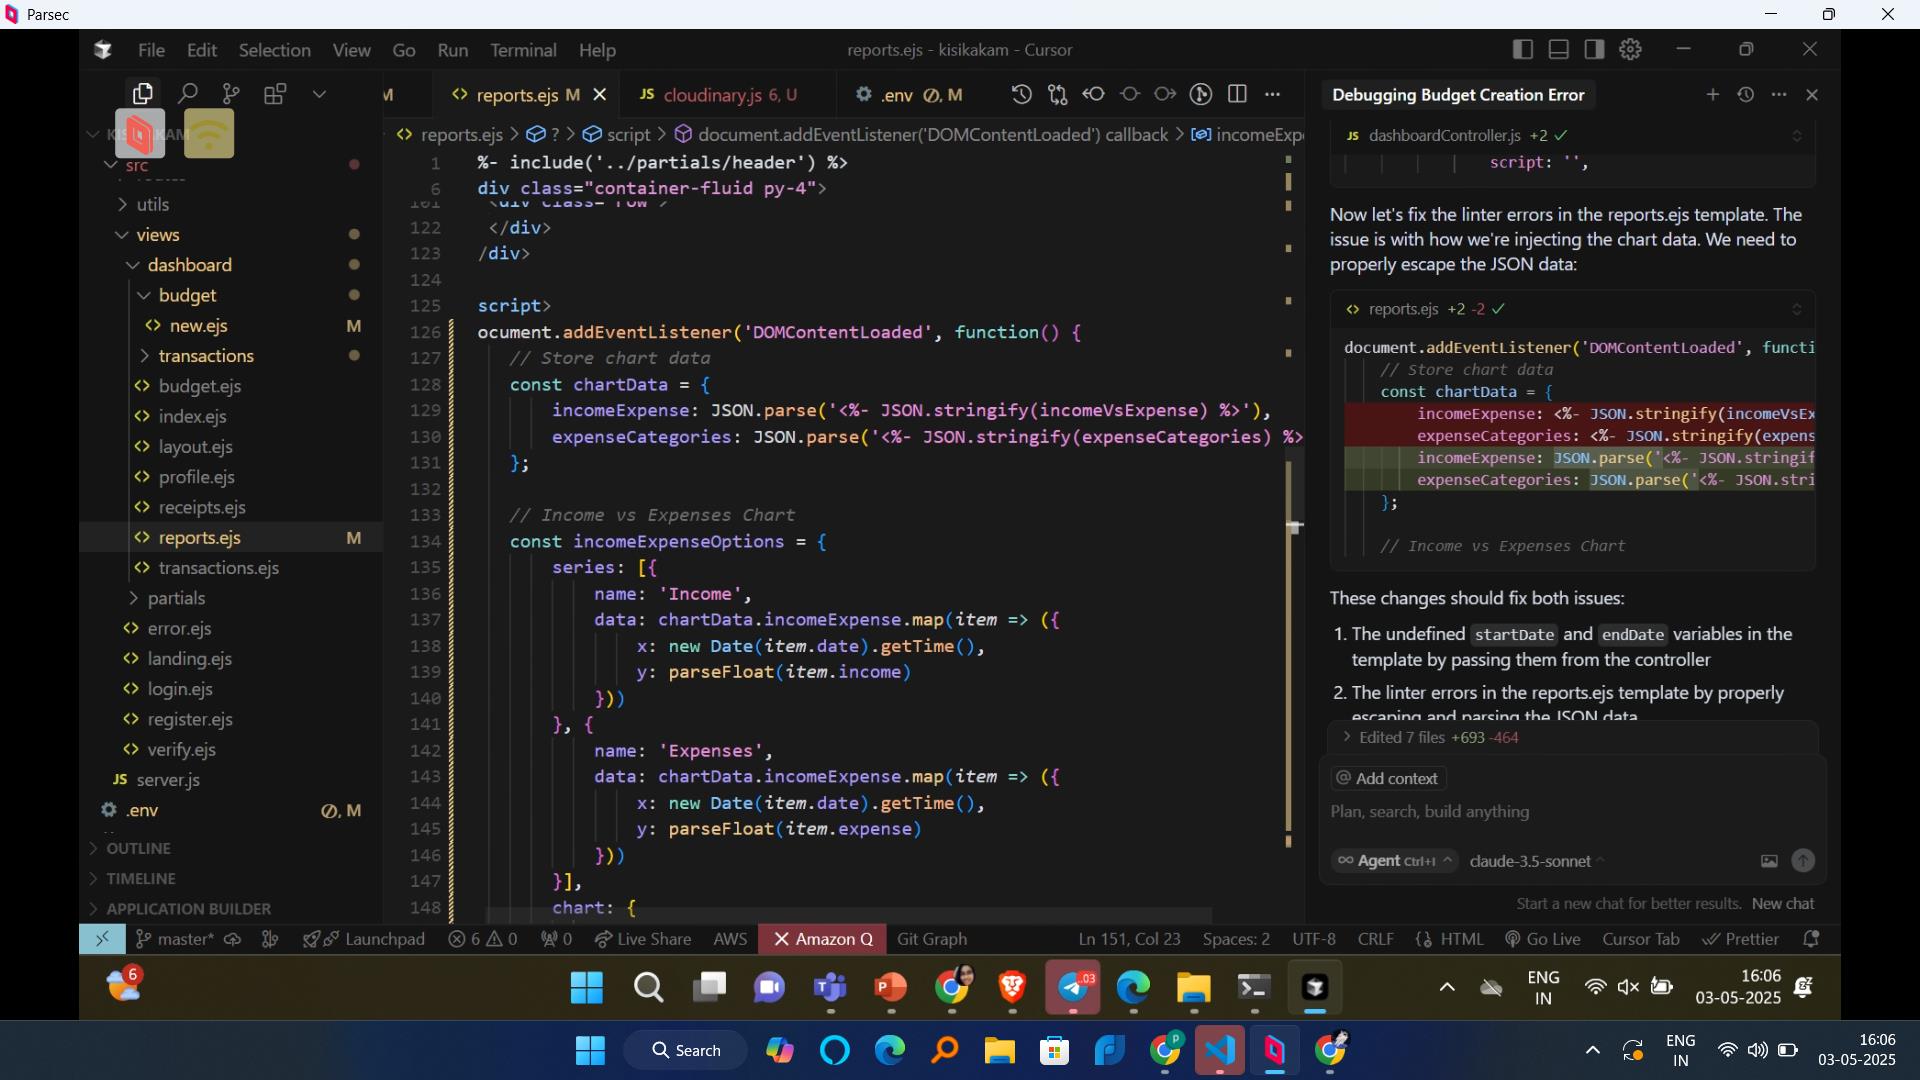 Parsec
File Edit Selection View Go Run Terminal Help
reports.ejs - kisikakam - Cursor
M
<> reports.ejs M
JS cloudinary.js 6, U
.env M
Debugging Budget Creation Error
reports.ejs > ? > script > document.addEventListener('DOMContentLoaded') callback > incomeExp
src
utils
views
dashboard
budget
new.ejs M
transactions
budget.ejs
index.ejs
layout.ejs
profile.ejs
receipts.ejs
reports.ejs M
transactions.ejs
partials
error.ejs
landing.ejs
login.ejs
register.ejs
verify.ejs
JS server.js
.env M
OUTLINE
TIMELINE
APPLICATION BUILDER
1 %- include('../partials/header') %>
6 div class="container-fluid py-4">
101 <div class="row">
122 </div>
123 /div>
124
125 script>
126 ocument.addEventListener('DOMContentLoaded', function() {
127 // Store chart data
128 const chartData = {
129 incomeExpense: JSON.parse('<%- JSON.stringify(incomeVsExpense) %>'),
130 expenseCategories: JSON.parse('<%- JSON.stringify(expenseCategories) %>
131 };
132
133 // Income vs Expenses Chart
134 const incomeExpenseOptions = {
135 series: [{
136 name: 'Income',
137 data: chartData.incomeExpense.map(item => ({
138 x: new Date(item.date).getTime(),
139 y: parseFloat(item.income)
140 }))
141 }, {
142 name: 'Expenses',
143 data: chartData.incomeExpense.map(item => ({
144 x: new Date(item.date).getTime(),
145 y: parseFloat(item.expense)
146 }))
147 }],
148 chart: {
JS dashboardController.js +2 ✓
script: '',
Now let's fix the linter errors in the reports.ejs template. The
issue is with how we're injecting the chart data. We need to
properly escape the JSON data:
<> reports.ejs +2 -2 ✓
document.addEventListener('DOMContentLoaded', functi
// Store chart data
const chartData = {
incomeExpense: <%- JSON.stringify(incomeVsEx
expenseCategories: <%- JSON.stringify(expens
incomeExpense: JSON.parse('<%- JSON.stringif
expenseCategories: JSON.parse('<%- JSON.stri
};
// Income vs Expenses Chart
These changes should fix both issues:
1. The undefined startDate and endDate variables in the
template by passing them from the controller
2. The linter errors in the reports.ejs template by properly
escaping and parsing the JSON data
> Edited 7 files +693 -464
@ Add context
Plan, search, build anything
∞ Agent Ctrl+I ^ claude-3.5-sonnet
Start a new chat for better results. New chat
master* Launchpad 6 0 0 Live Share AWS Amazon Q Git Graph
Ln 151, Col 23 Spaces: 2 UTF-8 CRLF HTML Go Live Cursor Tab Prettier
6
03
ENG
IN
16:06
03-05-2025
Search
P
ENG
IN
16:06
03-05-2025